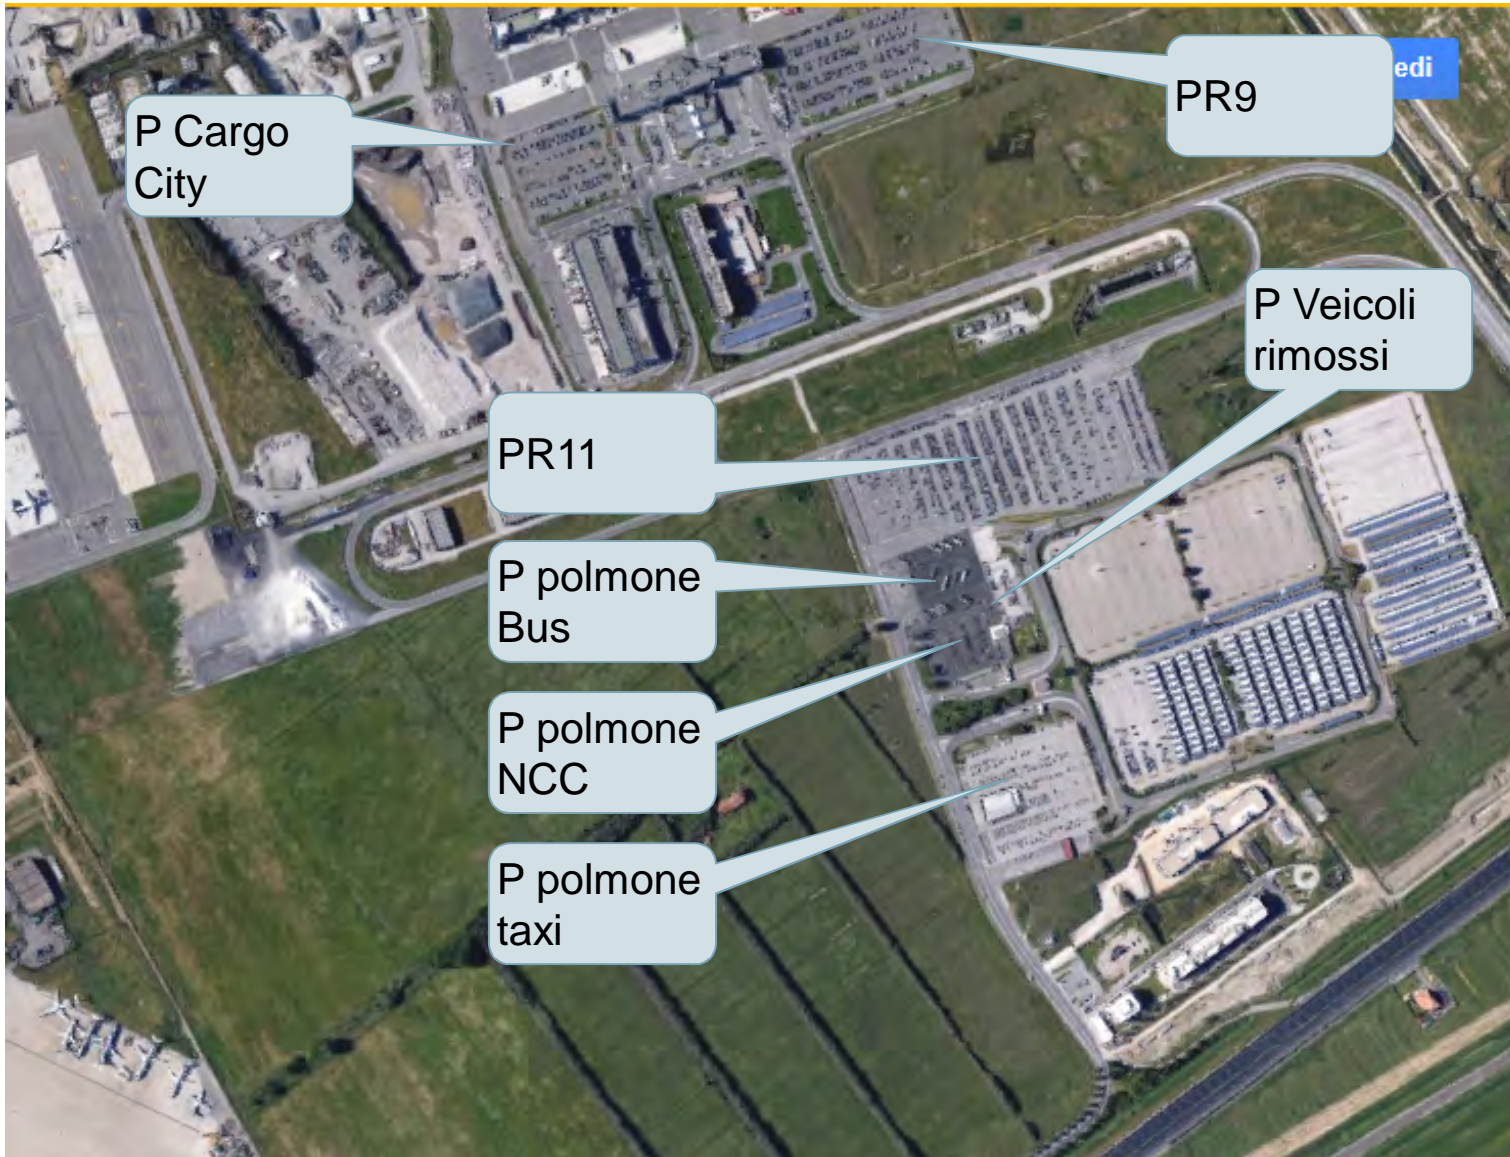 PR9
edi
P Cargo
City
P Veicoli
rimossi
PR11
P polmone
Bus
P polmone
NCC
P polmone
taxi